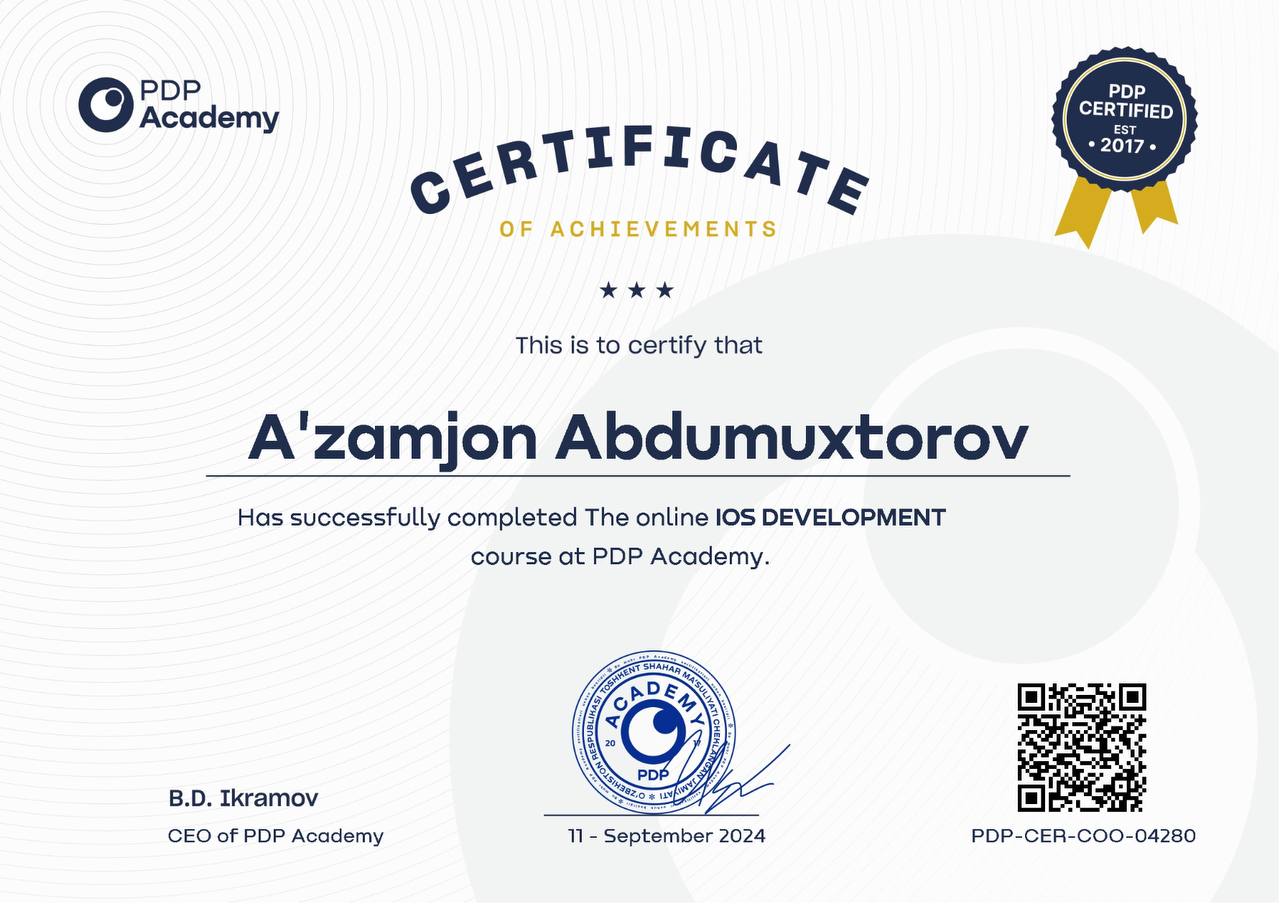 PDP
Academy
PDP
CERTIFIED
EST
• 2017 •
CERTIFICATE
OF ACHIEVEMENTS
This is to certify that
A'zamjon Abdumuxtorov
Has successfully completed The online IOS DEVELOPMENT
course at PDP Academy.
O'ZBEKISTON RESPUBLIKASI TOSHKENT SHAHAR MA'SULIYATI CHEKLANGAN JAMIYATI
ACADEMY
20 17
PDP
B.D. Ikramov
CEO of PDP Academy
11 - September 2024
PDP-CER-COO-04280